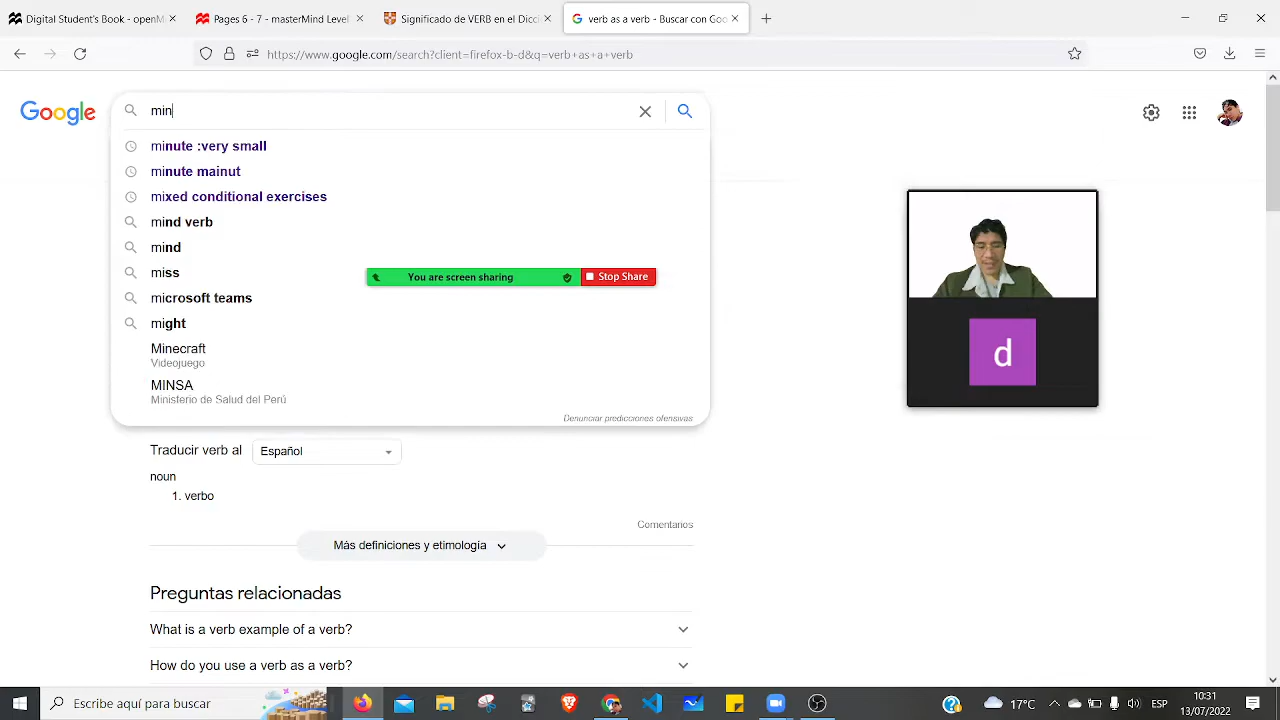 Digital Student's Book - openM
Pages 6 - 7 - masterMind Level
Significado de VERB en el Dicci
verb as a verb - Buscar con Goo
https://www.google.com/search?client=firefox-b-d&q=verb+as+a+verb
Google
min
minute :very small
minute mainut
mixed conditional exercises
mind verb
mind
miss
microsoft teams
might
Minecraft
Videojuego
MINSA
Ministerio de Salud del Perú
Denunciar predicciones ofensivas
You are screen sharing
Stop Share
d
Traducir verb al
Español
noun
1. verbo
Comentarios
Más definiciones y etimología
Preguntas relacionadas
What is a verb example of a verb?
How do you use a verb as a verb?
Escribe aquí para buscar
17°C
ESP
10:31
13/07/2022